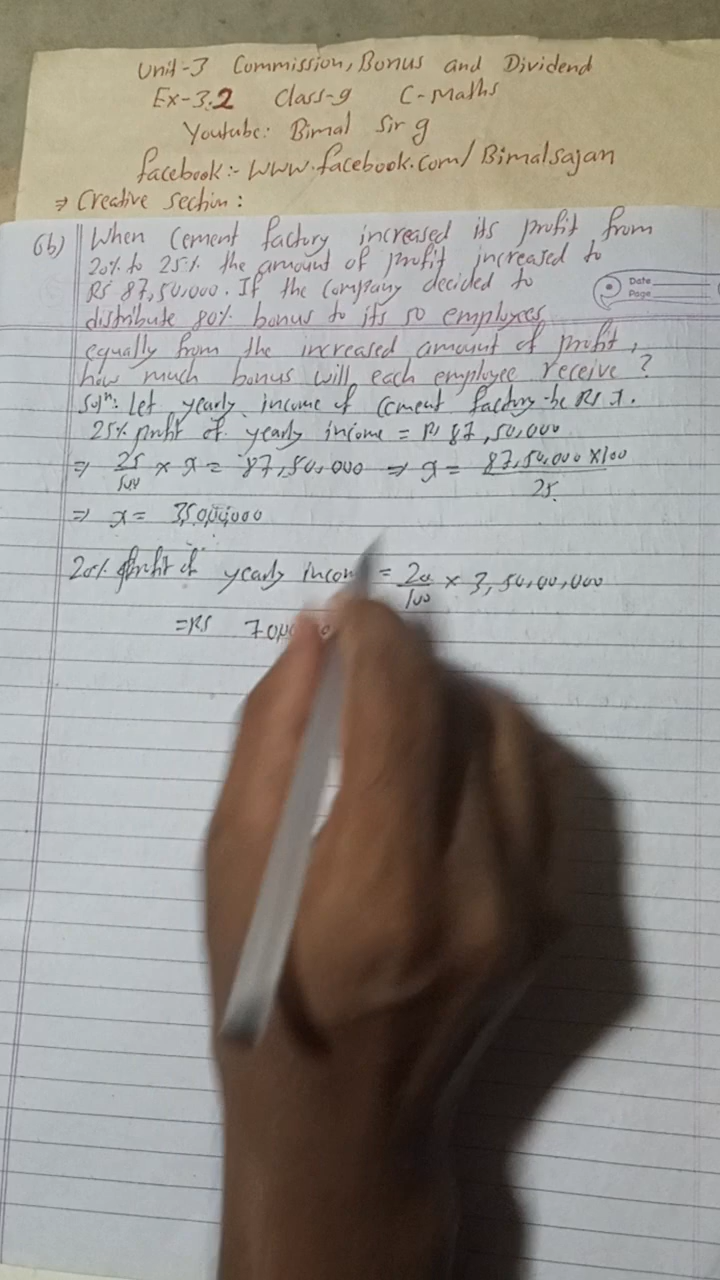 Unit-3 Commission, Bonus and Dividend
Ex-3.2 Class-9 C-Maths
Youtube: Bimal Sir g
facebook:- www.facebook.com/Bimalsajan
⇒ Creative section:
6b) When Cement factory increased its profit from
20% to 25% the amount of profit increased to
RS 87,50,000. If the Company decided to
Date
Page
distribute 80% bonus to its 50 employees
equally from the increased amount of profit,
how much bonus will each employee receive?
Solⁿ: Let yearly income of cement factory be RS x.
25% profit of yearly income = RS 87,50,000
⇒ 25/100 × x = 87,50,000 ⇒ x = 87,50,000 × 100/25
⇒ x = 35000000
20% profit of yearly income = 20/100 × 3,50,00,000
= RS